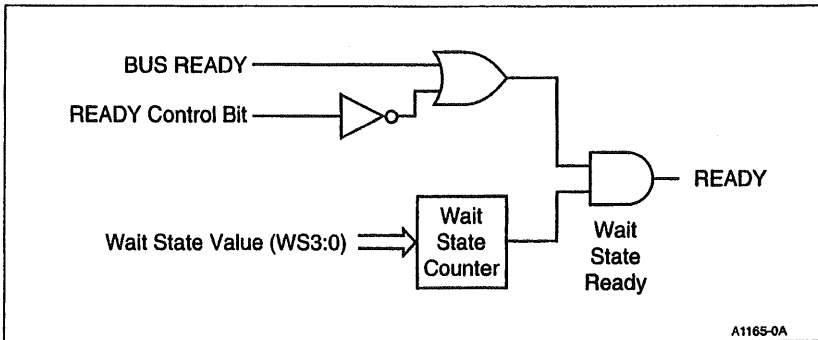 BUS READY
READY Control Bit
READY
Wait State Value (WS3:0)
Wait
State
Counter
Wait
State
Ready
A1165-0A